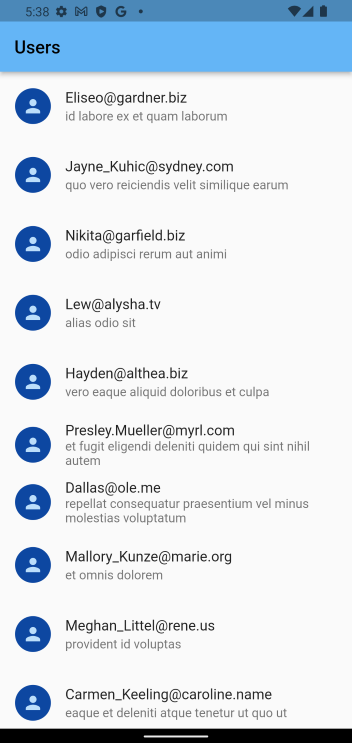 5:38
Users
Eliseo@gardner.biz
id labore ex et quam laborum
Jayne_Kuhic@sydney.com
quo vero reiciendis velit similique earum
Nikita@garfield.biz
odio adipisci rerum aut animi
Lew@alysha.tv
alias odio sit
Hayden@althea.biz
vero eaque aliquid doloribus et culpa
Presley.Mueller@myrl.com
et fugit eligendi deleniti quidem qui sint nihil
autem
Dallas@ole.me
repellat consequatur praesentium vel minus
molestias voluptatum
Mallory_Kunze@marie.org
et omnis dolorem
Meghan_Littel@rene.us
provident id voluptas
Carmen_Keeling@caroline.name
eaque et deleniti atque tenetur ut quo ut